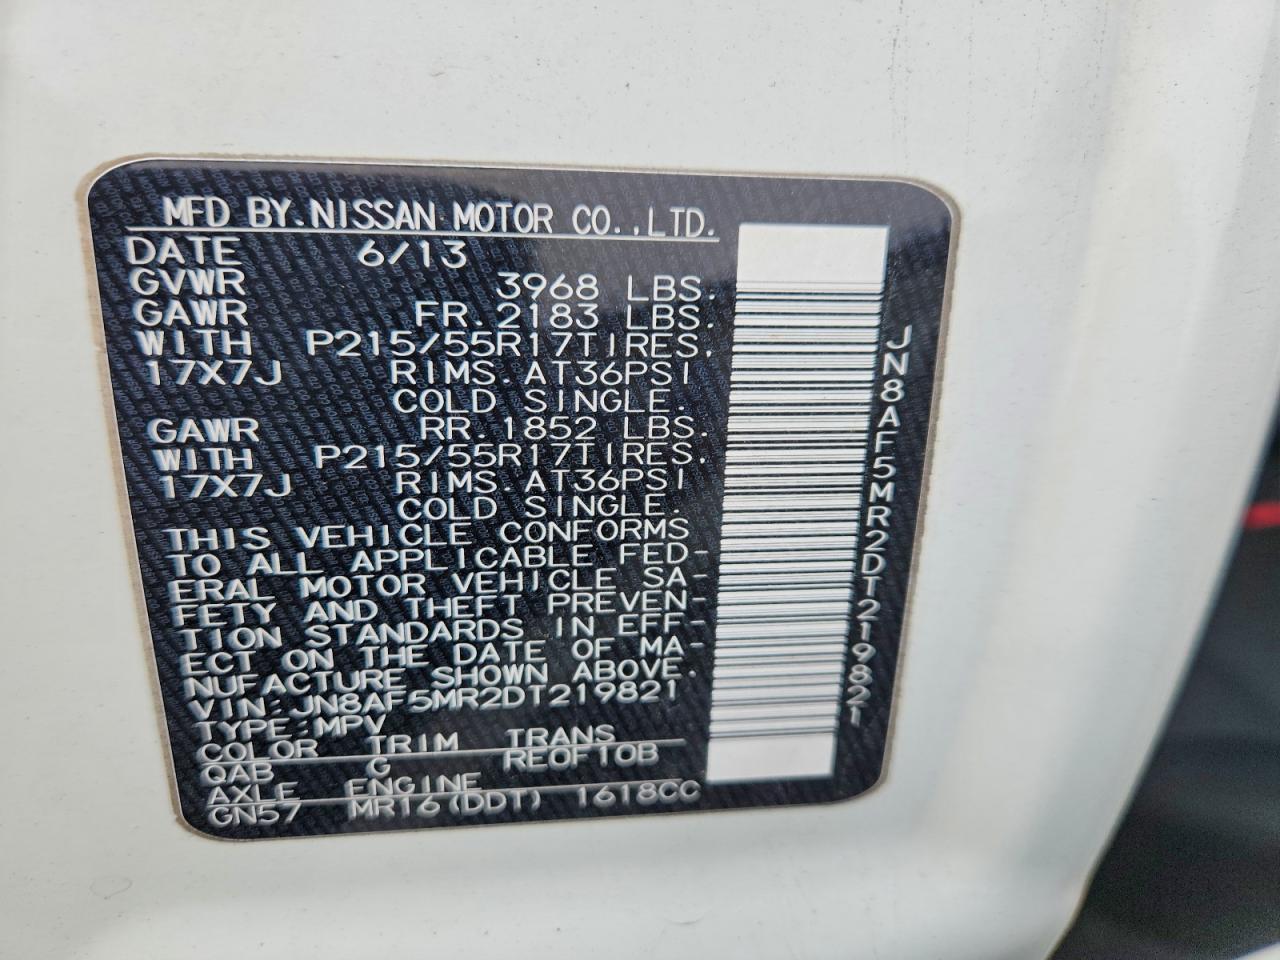 MFD BY.NISSAN MOTOR CO.,LTD.
DATE 6/13
GVWR 3968 LBS.
GAWR FR.2183 LBS.
WITH P215/55R17TIRES,
17X7J RIMS.AT36PSI
COLD SINGLE.
GAWR RR.1852 LBS.
WITH P215/55R17TIRES,
17X7J RIMS.AT36PSI
COLD SINGLE.
THIS VEHICLE CONFORMS
TO ALL APPLICABLE FED-
ERAL MOTOR VEHICLE SA-
FETY AND THEFT PREVEN-
TION STANDARDS IN EFF-
ECT ON THE DATE OF MA-
NUFACTURE SHOWN ABOVE.
VIN:JN8AF5MR2DT219821
TYPE:MPV
COLOR TRIM TRANS
QAB G RE0F10B
AXLE ENGINE
GN57 MR16(DDT) 1618CC
JN8AF5MR2DT219821